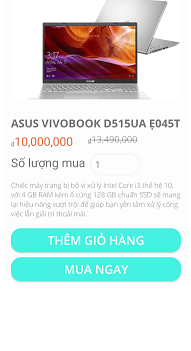 ASUS VIVOBOOK D515UA Ẹ045T
₫10,000,000 ₫13,490,000
Số lượng mua 1
Chiếc máy trang bị bộ vi xử lý Intel Core i3 thế hệ 10,
với 4 GB RAM kèm ổ cứng 128 GB chuẩn SSD sẽ mang
lại hiệu năng vượt trội để giúp bạn yên tâm xử lý công
việc lẫn giải trí thoải mái.
THÊM GIỎ HÀNG
MUA NGAY